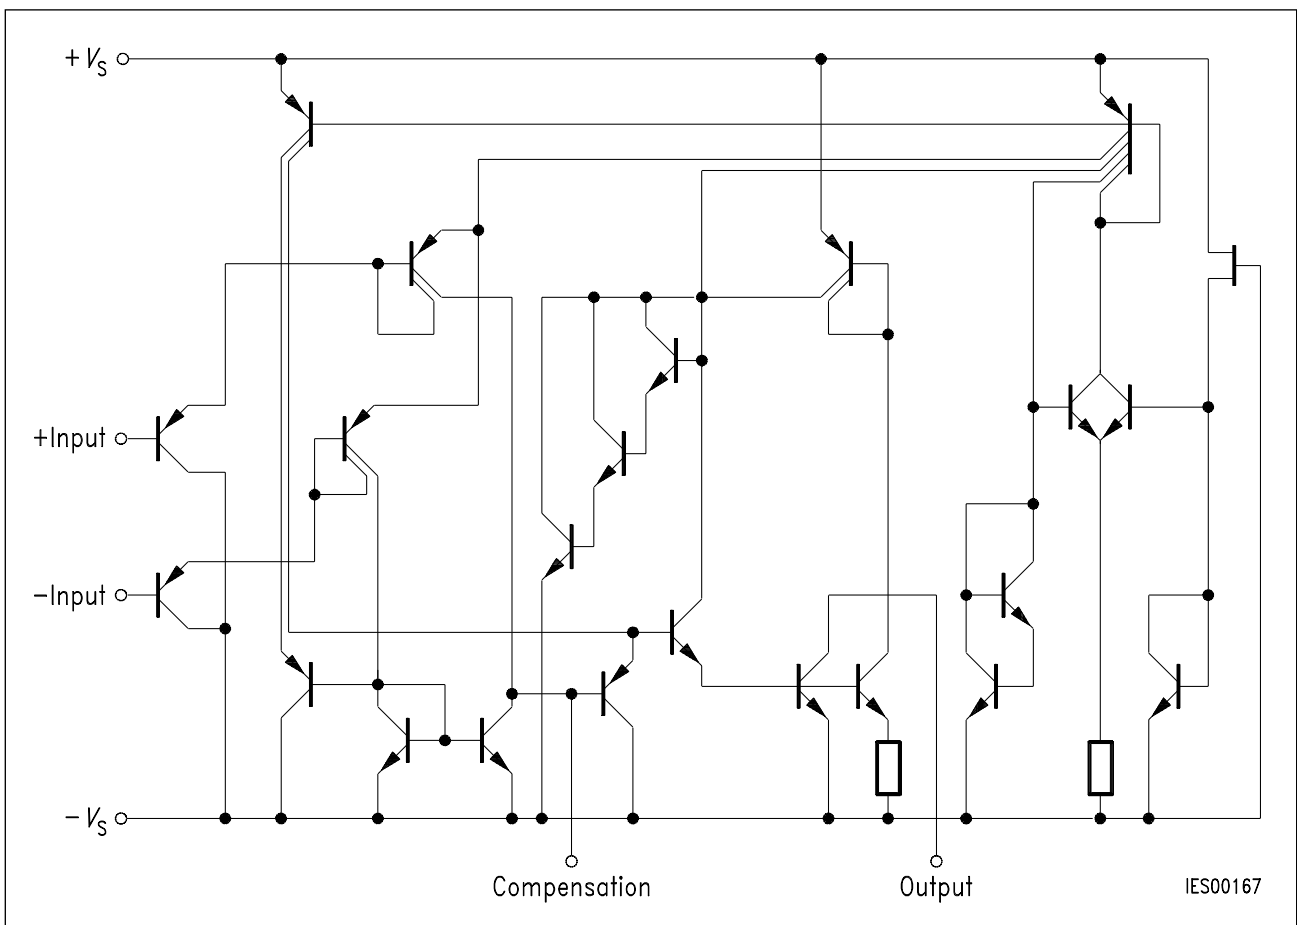 +Vs
+Input
−Input
−Vs
Compensation
Output
IES00167